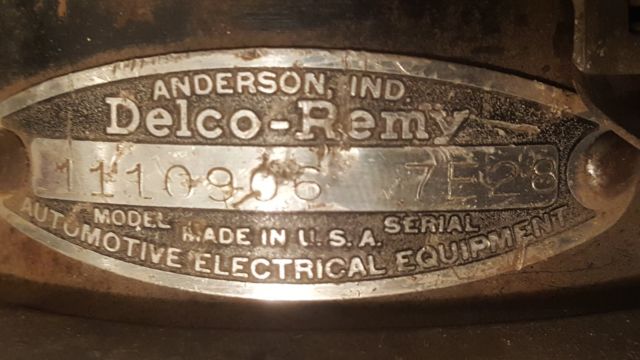 ANDERSON, IND.
Delco-Remy
1110906 7E28
MODEL SERIAL
MADE IN U.S.A.
AUTOMOTIVE ELECTRICAL EQUIPMENT